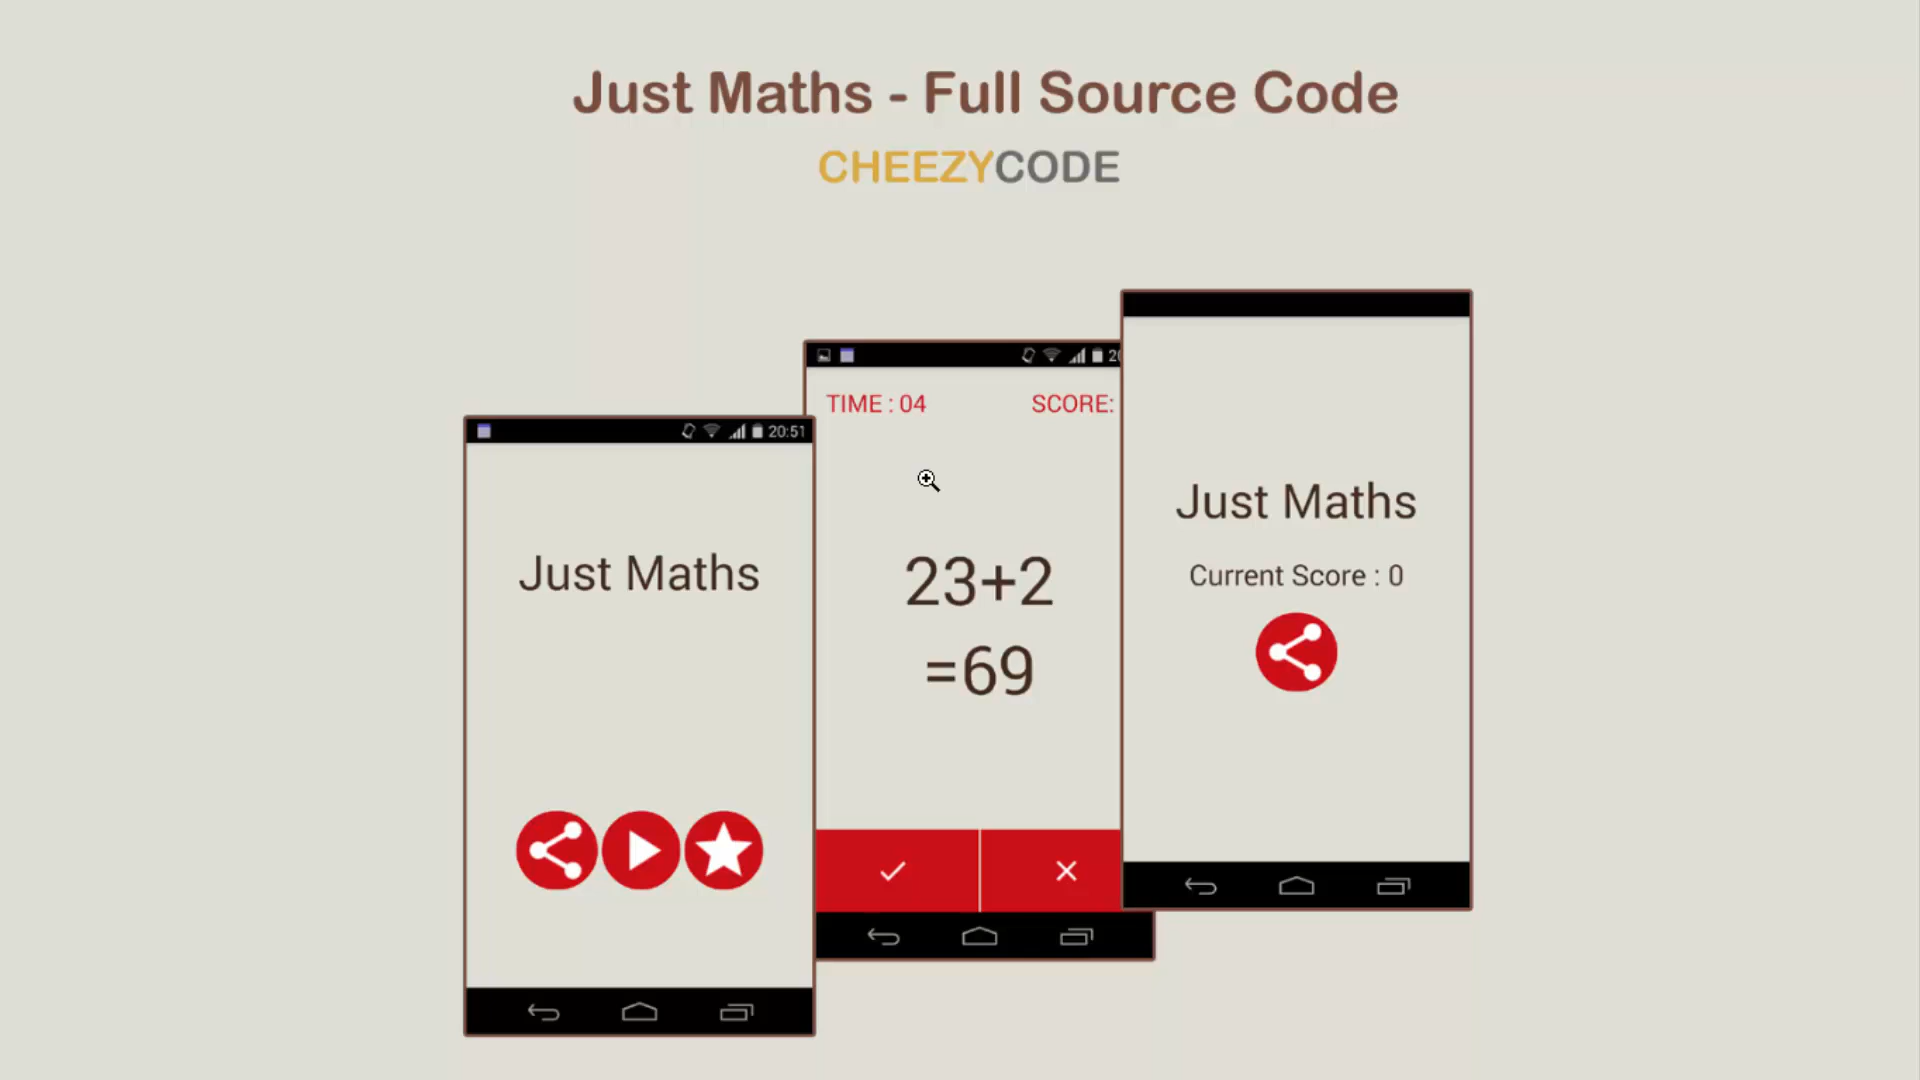 Just Maths - Full Source Code
CHEEZYCODE
20:51
Just Maths
TIME : 04
SCORE:
23+2
=69
Just Maths
Current Score : 0